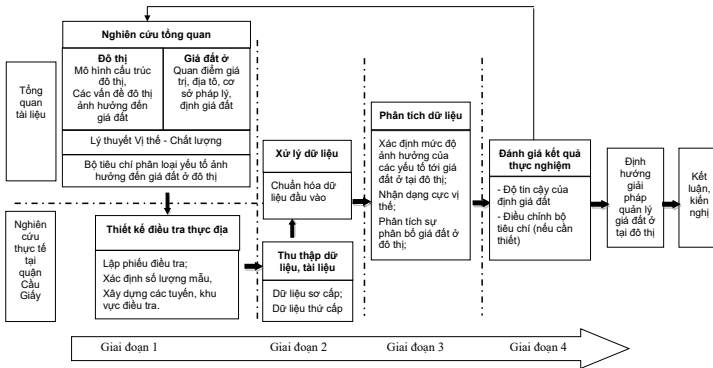 Nghiên cứu tổng quan
Đô thị
Mô hình cấu trúc
đô thị,
Các vấn đề đô thị
ảnh hưởng đến
giá đất
Giá đất ở
Quan điểm giá
trị, địa tô, cơ
sở pháp lý,
định giá đất
Lý thuyết Vị thế - Chất lượng
Bộ tiêu chí phân loại yếu tố ảnh
hưởng đến giá đất ở đô thị
Tổng
quan
tài liệu
Nghiên
cứu thực
tế tại
quận
Cầu
Giấy
Thiết kế điều tra thực địa
Lập phiếu điều tra;
Xác định số lượng mẫu,
Xây dựng các tuyến, khu
vực điều tra.
Xử lý dữ liệu
Chuẩn hóa dữ
liệu đầu vào
Thu thập dữ
liệu, tài liệu
Dữ liệu sơ cấp;
Dữ liệu thứ cấp
Phân tích dữ liệu
Xác định mức độ
ảnh hưởng của
các yếu tố tới giá
đất ở tại đô thị;
Nhận dạng cực vị
thế;
Phân tích sự
phân bố giá đất ở
đô thị;
Đánh giá kết quả
thực nghiệm
- Độ tin cậy của
định giá đất
- Điều chỉnh bộ
tiêu chí (nếu cần
thiết)
Định
hướng
giải
pháp
quản lý
giá đất ở
tại đô thị
Kết
luận,
kiến
nghị
Giai đoạn 1
Giai đoạn 2
Giai đoạn 3
Giai đoạn 4